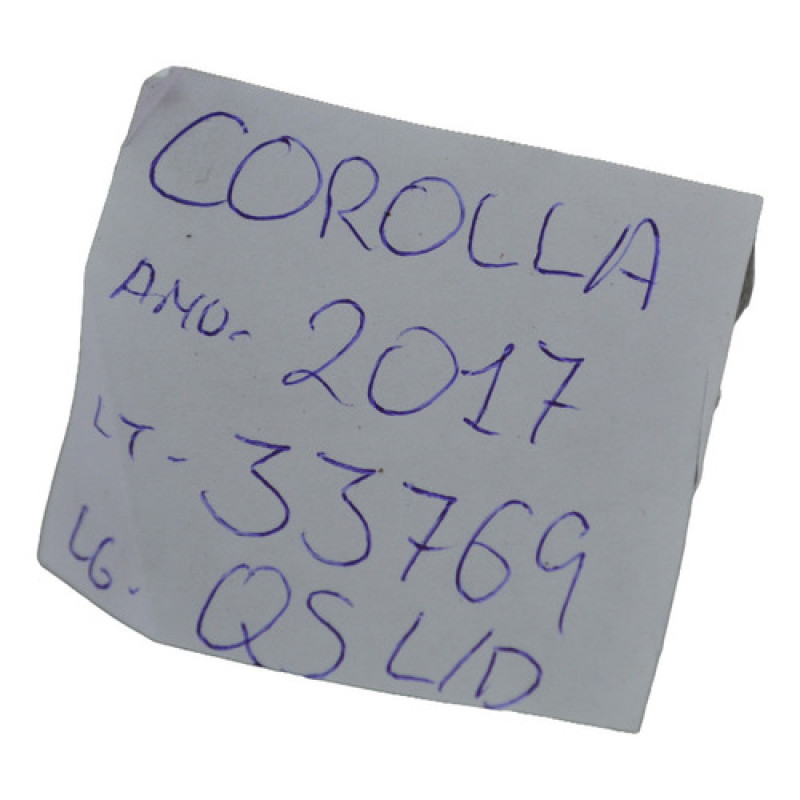 COROLLA
ANO- 2017
LT- 33769
LG. QS L/D